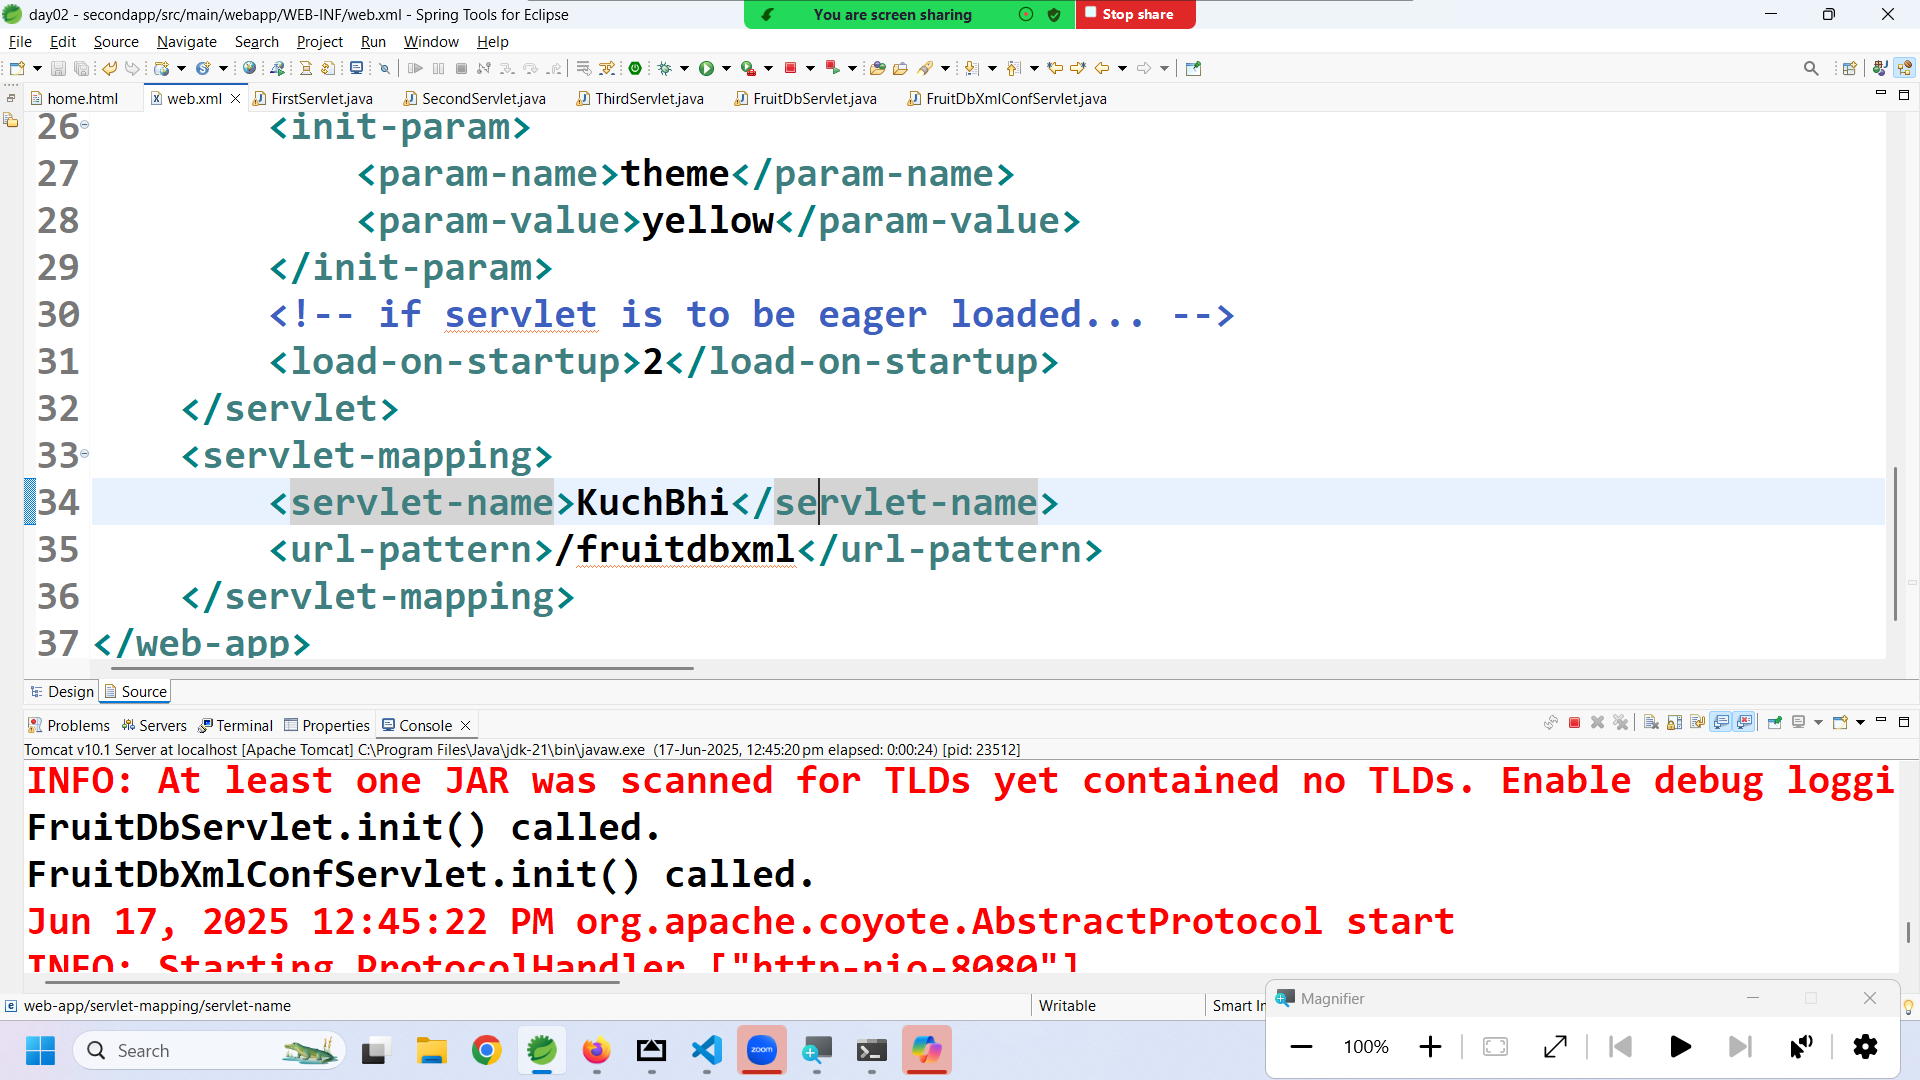 day02 - secondapp/src/main/webapp/WEB-INF/web.xml - Spring Tools for Eclipse
You are screen sharing
Stop share
File Edit Source Navigate Search Project Run Window Help
home.html web.xml FirstServlet.java SecondServlet.java ThirdServlet.java FruitDbServlet.java FruitDbXmlConfServlet.java
26 <init-param>
27 <param-name>theme</param-name>
28 <param-value>yellow</param-value>
29 </init-param>
30 <!-- if servlet is to be eager loaded... -->
31 <load-on-startup>2</load-on-startup>
32 </servlet>
33 <servlet-mapping>
34 <servlet-name>KuchBhi</servlet-name>
35 <url-pattern>/fruitdbxml</url-pattern>
36 </servlet-mapping>
37 </web-app>
Design Source
Problems Servers Terminal Properties Console
Tomcat v10.1 Server at localhost [Apache Tomcat] C:\Program Files\Java\jdk-21\bin\javaw.exe (17-Jun-2025, 12:45:20 pm elapsed: 0:00:24) [pid: 23512]
INFO: At least one JAR was scanned for TLDs yet contained no TLDs. Enable debug loggi
FruitDbServlet.init() called.
FruitDbXmlConfServlet.init() called.
Jun 17, 2025 12:45:22 PM org.apache.coyote.AbstractProtocol start
INFO: Starting ProtocolHandler ["http-nio-8080"]
web-app/servlet-mapping/servlet-name
Writable
Smart In
Magnifier
100%
Search
zoom